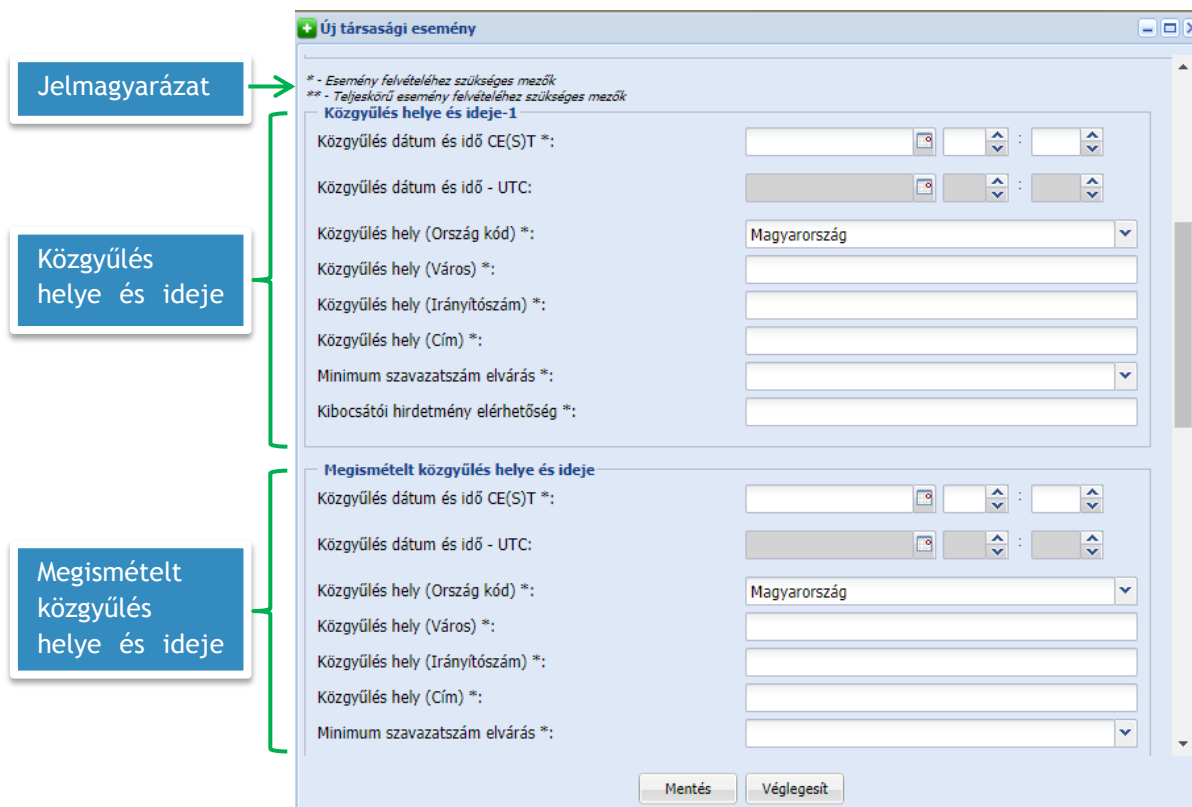 Új társasági esemény
Jelmagyarázat
* - Esemény felvételéhez szükséges mezők
** - Teljeskörű esemény felvételéhez szükséges mezők
Közgyűlés helye és ideje-1
Közgyűlés dátum és idő CE(S)T *: :
Közgyűlés dátum és idő - UTC: :
Közgyűlés hely (Ország kód) *: Magyarország
Közgyűlés hely (Város) *:
Közgyűlés hely (Irányítószám) *:
Közgyűlés hely (Cím) *:
Minimum szavazatszám elvárás *:
Kibocsátói hirdetmény elérhetőség *:
Közgyűlés
helye és ideje
Megismételt közgyűlés helye és ideje
Közgyűlés dátum és idő CE(S)T *: :
Közgyűlés dátum és idő - UTC: :
Közgyűlés hely (Ország kód) *: Magyarország
Közgyűlés hely (Város) *:
Közgyűlés hely (Irányítószám) *:
Közgyűlés hely (Cím) *:
Minimum szavazatszám elvárás *:
Megismételt
közgyűlés
helye és ideje
Mentés Véglegesít